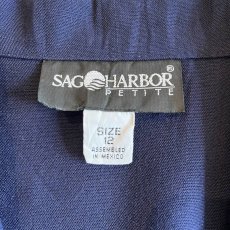 SAG HARBOR®
PETITE
SIZE
12
ASSEMBLED
IN MEXICO